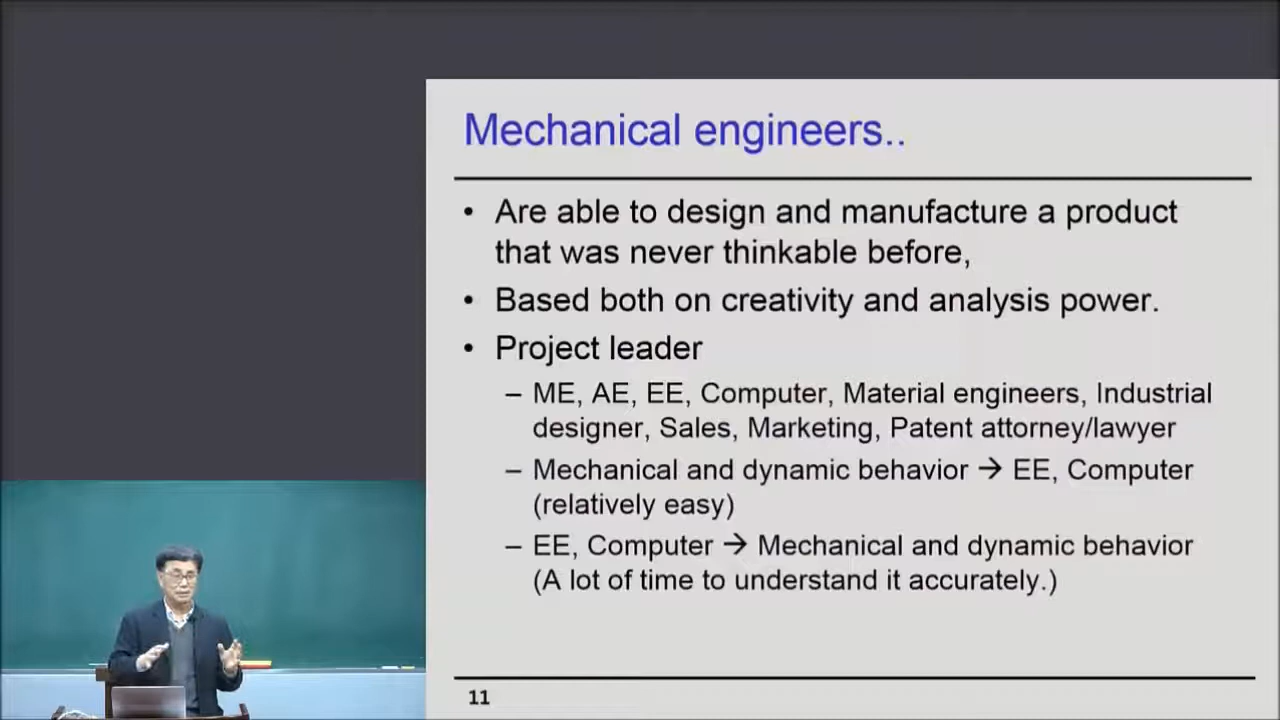 Mechanical engineers..
• Are able to design and manufacture a product
that was never thinkable before,
• Based both on creativity and analysis power.
• Project leader
– ME, AE, EE, Computer, Material engineers, Industrial
designer, Sales, Marketing, Patent attorney/lawyer
– Mechanical and dynamic behavior → EE, Computer
(relatively easy)
– EE, Computer → Mechanical and dynamic behavior
(A lot of time to understand it accurately.)
11